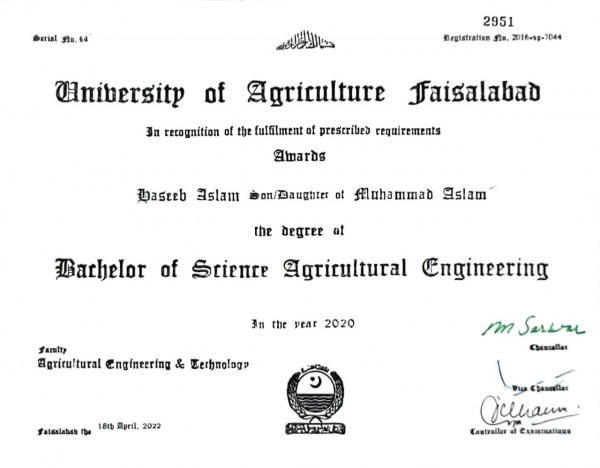 2951
Serial No. 64
Registration No. 2016-ag-7044
University of Agriculture Faisalabad
In recognition of the fulfilment of prescribed requirements
Awards
Haseeb Aslam Son/Daughter of Muhammad Aslam
the degree of
Bachelor of Science Agricultural Engineering
In the year 2020
M Sarwar
Chancellor
Faculty
Agricultural Engineering & Technology
Vice Chancellor
Controller of Examinations
Faisalabad the 18th April, 2022